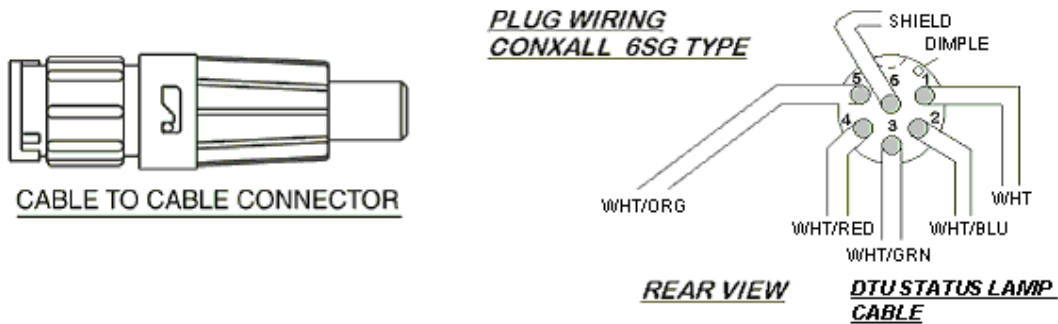 PLUG WIRING
CONXALL 6SG TYPE
SHIELD
DIMPLE
5
6
1
4
3
2
WHT/ORG
WHT
WHT/RED
WHT/BLU
WHT/GRN
CABLE TO CABLE CONNECTOR
REAR VIEW
DTU STATUS LAMP
CABLE